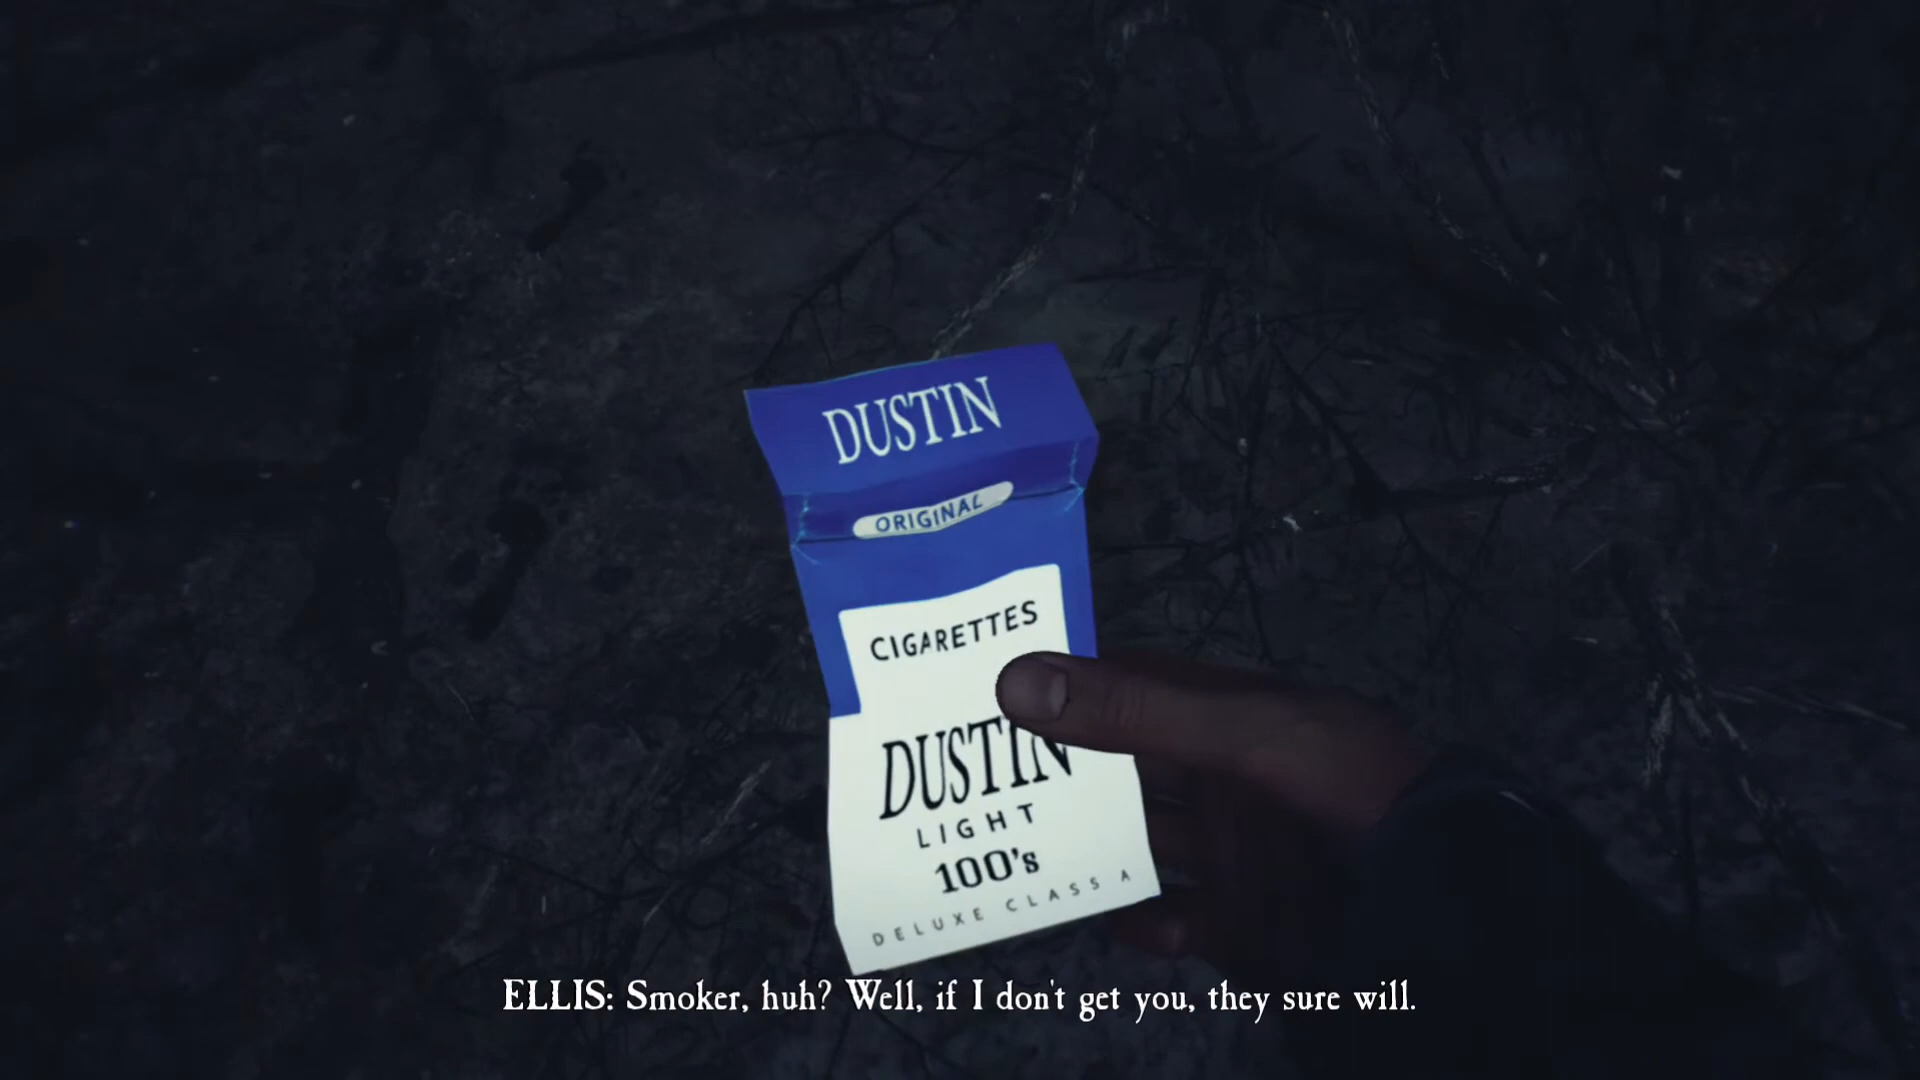 DUSTIN
ORIGINAL
CIGARETTES
DUSTIN
LIGHT
100's
DELUXE CLASS A
ELLIS: Smoker, huh? Well, if I don't get you, they sure will.